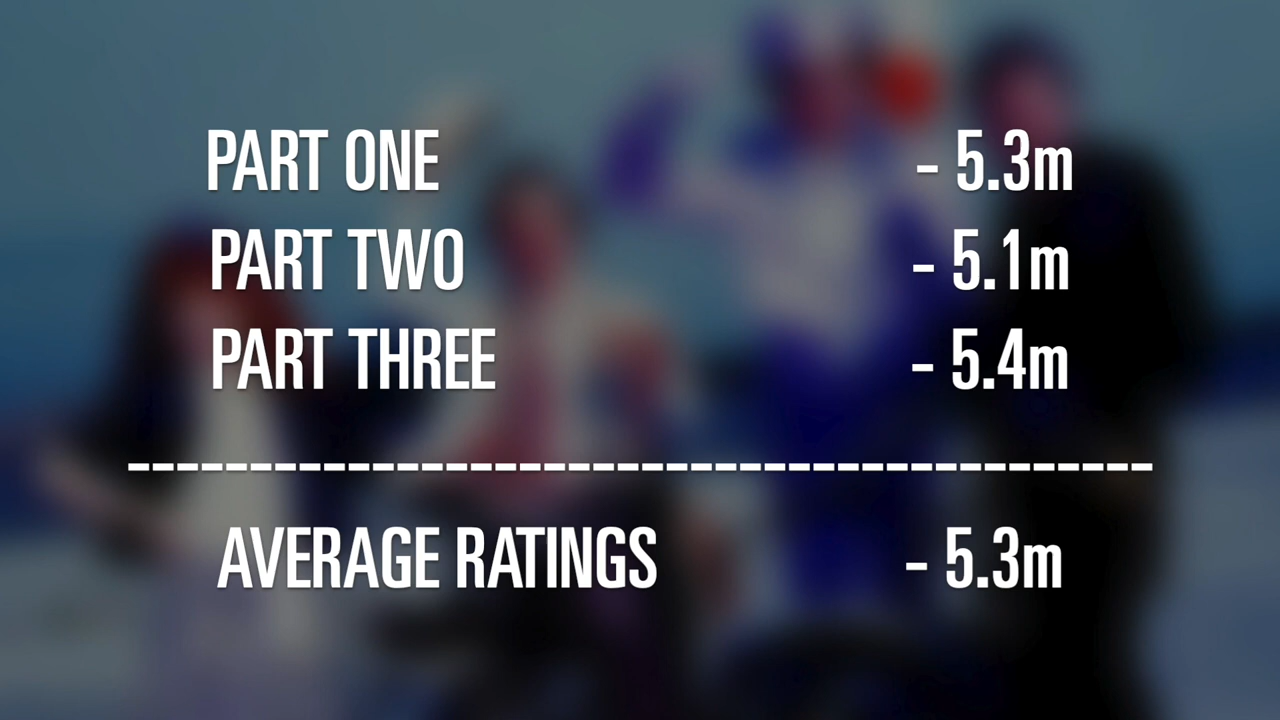 PART ONE – 5.3m
PART TWO – 5.1m
PART THREE – 5.4m
------------------------------------------
AVERAGE RATINGS – 5.3m